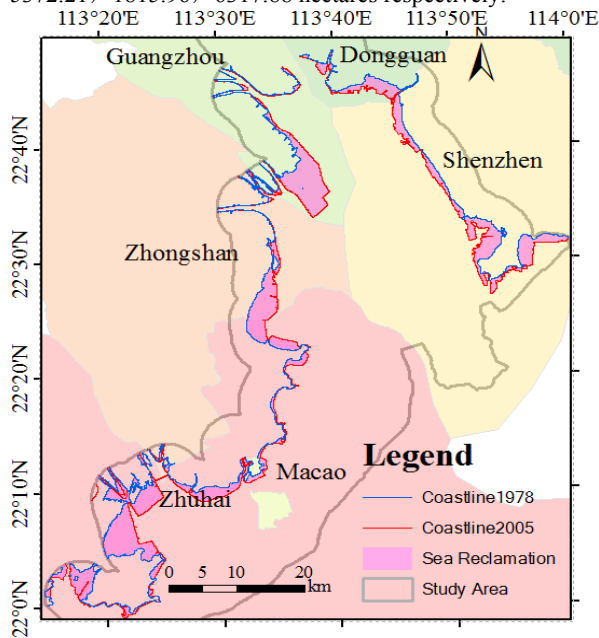 hectares respectively.
113°20'E 113°30'E 113°40'E 113°50'E 114°0'E
N
Guangzhou
Dongguan
22°40'N
Shenzhen
Zhongshan
22°30'N
22°20'N
Macao
Zhuhai
22°10'N
22°0'N
Legend
Coastline1978
Coastline2005
Sea Reclamation
Study Area
0 5 10 20
km